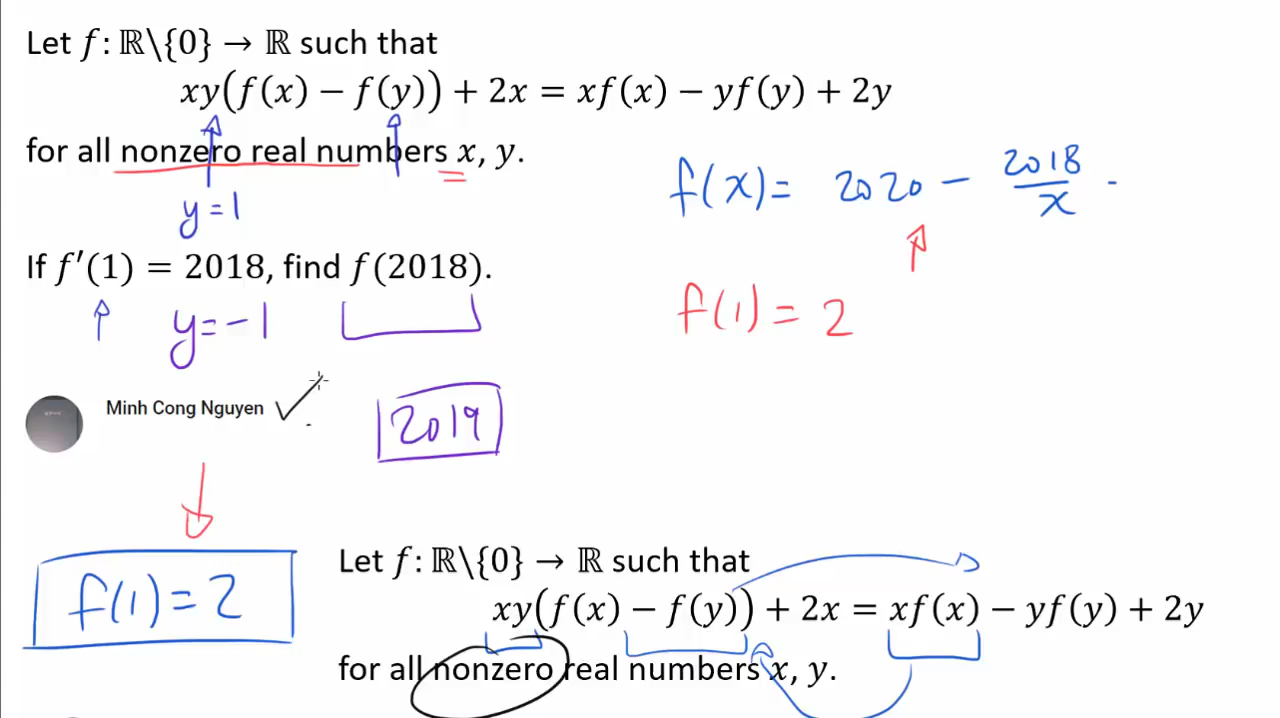 Let f: ℝ\{0} → ℝ such that
xy(f(x) − f(y)) + 2x = xf(x) − yf(y) + 2y
for all nonzero real numbers x, y.
y = 1
f(x) = 2020 − 2018/x
If f′(1) = 2018, find f(2018).
y = −1
f(1) = 2
Minh Cong Nguyen
2019
f(1) = 2
Let f: ℝ\{0} → ℝ such that
xy(f(x) − f(y)) + 2x = xf(x) − yf(y) + 2y
for all nonzero real numbers x, y.